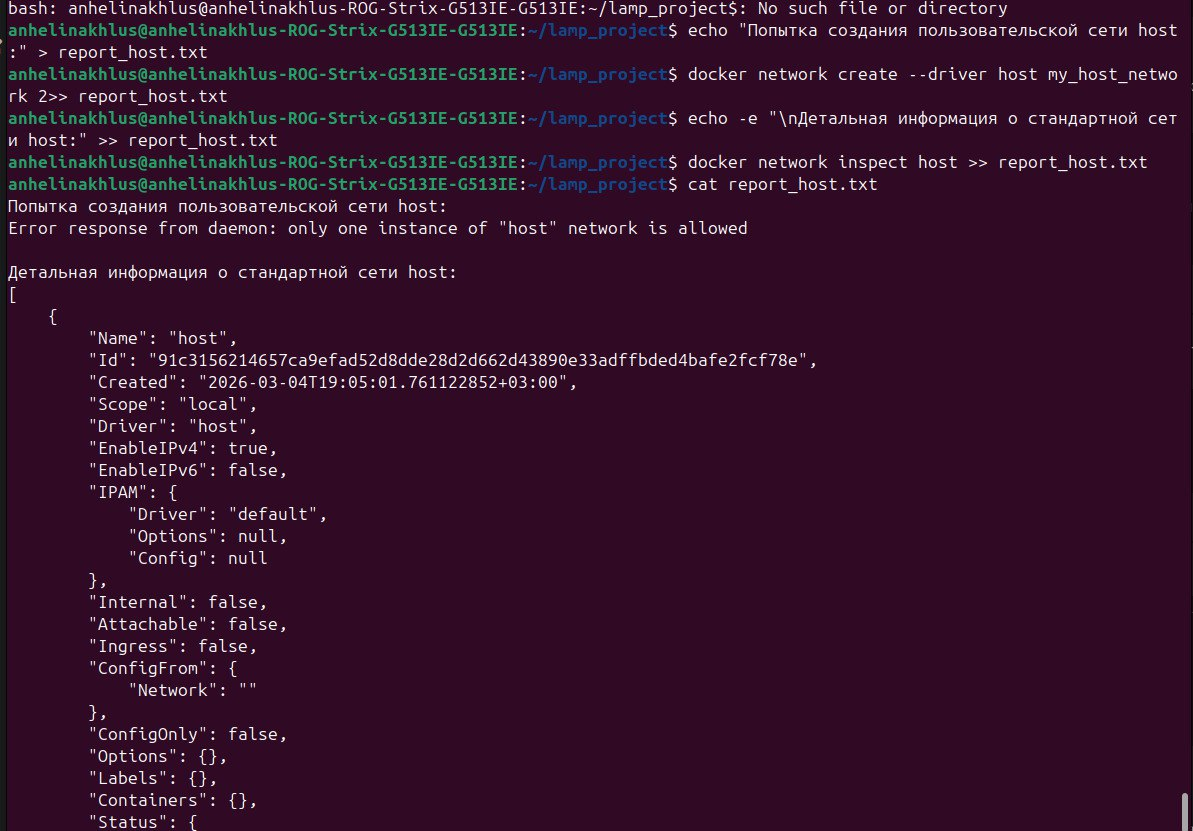 bash: anhelinakhlus@anhelinakhlus-ROG-Strix-G513IE-G513IE:~/lamp_project$: No such file or directory
anhelinakhlus@anhelinakhlus-ROG-Strix-G513IE-G513IE:~/lamp_project$ echo "Попытка создания пользовательской сети host
:" > report_host.txt
anhelinakhlus@anhelinakhlus-ROG-Strix-G513IE-G513IE:~/lamp_project$ docker network create --driver host my_host_netwo
rk 2>> report_host.txt
anhelinakhlus@anhelinakhlus-ROG-Strix-G513IE-G513IE:~/lamp_project$ echo -e "\nДетальная информация о стандартной сет
и host:" >> report_host.txt
anhelinakhlus@anhelinakhlus-ROG-Strix-G513IE-G513IE:~/lamp_project$ docker network inspect host >> report_host.txt
anhelinakhlus@anhelinakhlus-ROG-Strix-G513IE-G513IE:~/lamp_project$ cat report_host.txt
Попытка создания пользовательской сети host:
Error response from daemon: only one instance of "host" network is allowed

Детальная информация о стандартной сети host:
[
    {
        "Name": "host",
        "Id": "91c3156214657ca9efad52d8dde28d2d662d43890e33adffbded4bafe2fcf78e",
        "Created": "2026-03-04T19:05:01.761122852+03:00",
        "Scope": "local",
        "Driver": "host",
        "EnableIPv4": true,
        "EnableIPv6": false,
        "IPAM": {
            "Driver": "default",
            "Options": null,
            "Config": null
        },
        "Internal": false,
        "Attachable": false,
        "Ingress": false,
        "ConfigFrom": {
            "Network": ""
        },
        "ConfigOnly": false,
        "Options": {},
        "Labels": {},
        "Containers": {},
        "Status": {